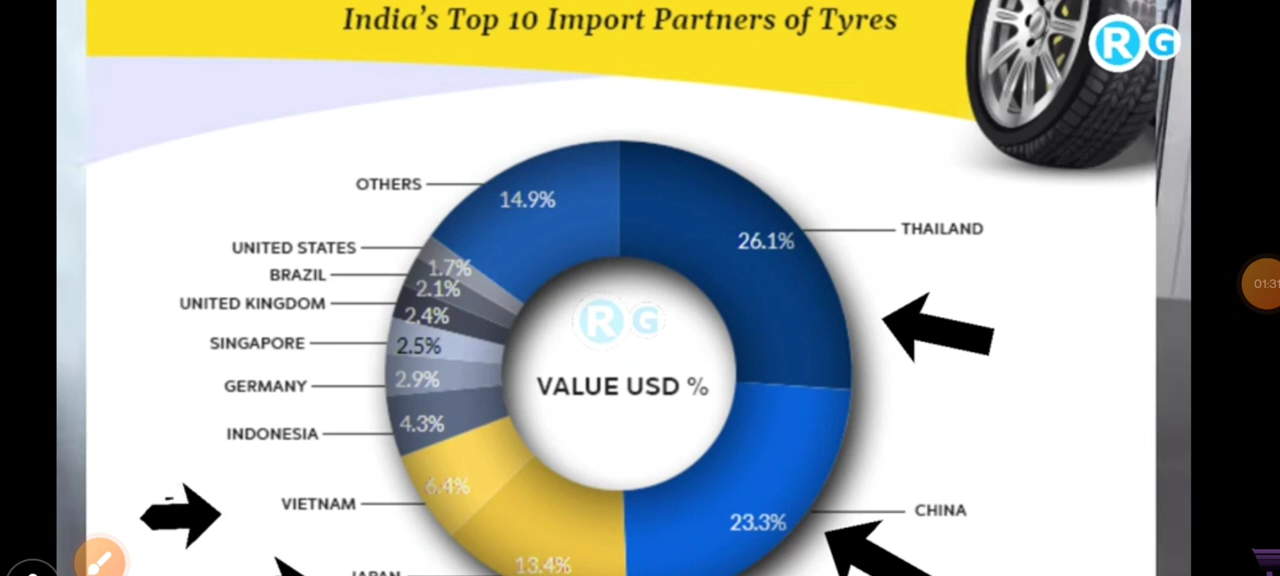 India's Top 10 Import Partners of Tyres
RG
OTHERS
14.9%
THAILAND
26.1%
UNITED STATES
1.7%
BRAZIL
2.1%
UNITED KINGDOM
2.4%
SINGAPORE
2.5%
GERMANY
2.9%
INDONESIA
4.3%
RG
VALUE USD %
VIETNAM
6.4%
CHINA
23.3%
JAPAN
13.4%
01:31